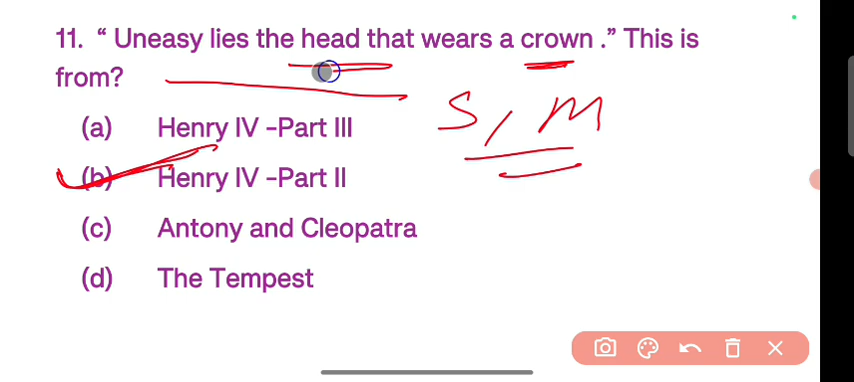 11. “ Uneasy lies the head that wears a crown .” This is
from?
S, M
(a) Henry IV -Part III
(b) Henry IV -Part II
(c) Antony and Cleopatra
(d) The Tempest